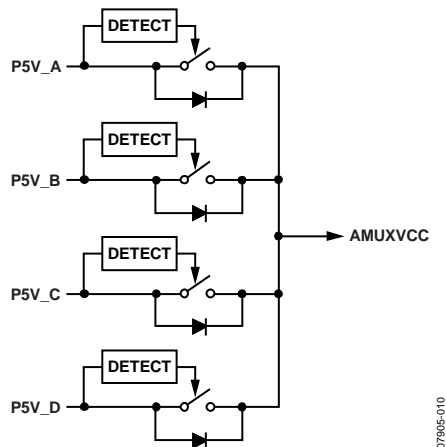 DETECT
P5V_A
DETECT
P5V_B
AMUXVCC
DETECT
P5V_C
DETECT
P5V_D
07905-010